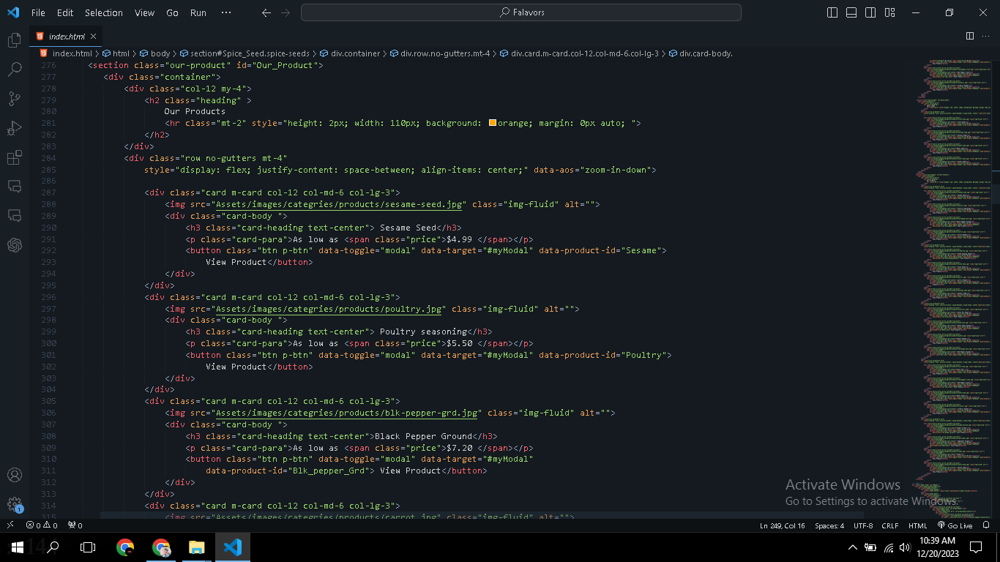 File Edit Selection View Go Run ··· Falavors
index.html
index.html > html > body > section#Spice_Seed.spice-seeds > div.container > div.row.no-gutters.mt-4 > div.card.m-card.col-12.col-md-6.col-lg-3 > div.card-body.
276 <section class="our-product" id="Our_Product">
277 <div class="container">
278 <div class="col-12 my-4">
279 <h2 class="heading" >
280 Our Products
281 <hr class="mt-2" style="height: 2px; width: 110px; background: orange; margin: 0px auto; ">
282 </h2>
283 </div>
284 <div class="row no-gutters mt-4"
285 style="display: flex; justify-content: space-between; align-items: center;" data-aos="zoom-in-down">
286
287 <div class="card m-card col-12 col-md-6 col-lg-3">
288 <img src="Assets/images/categries/products/sesame-seed.jpg" class="img-fluid" alt="">
289 <div class="card-body ">
290 <h3 class="card-heading text-center"> Sesame Seed</h3>
291 <p class="card-para">As low as <span class="price">$4.99 </span></p>
292 <button class="btn p-btn" data-toggle="modal" data-target="#myModal" data-product-id="Sesame">
293 View Product</button>
294 </div>
295 </div>
296 <div class="card m-card col-12 col-md-6 col-lg-3">
297 <img src="Assets/images/categries/products/poultry.jpg" class="img-fluid" alt="">
298 <div class="card-body ">
299 <h3 class="card-heading text-center"> Poultry Seasoning</h3>
300 <p class="card-para">As low as <span class="price">$5.50 </span></p>
301 <button class="btn p-btn" data-toggle="modal" data-target="#myModal" data-product-id="Poultry">
302 View Product</button>
303 </div>
304 </div>
305 <div class="card m-card col-12 col-md-6 col-lg-3">
306 <img src="Assets/images/categries/products/blk-pepper-grd.jpg" class="img-fluid" alt="">
307 <div class="card-body ">
308 <h3 class="card-heading text-center">Black Pepper Ground</h3>
309 <p class="card-para">As low as <span class="price">$7.20 </span></p>
310 <button class="btn p-btn" data-toggle="modal" data-target="#myModal"
311 data-product-id="Blk_pepper_Grd"> View Product</button>
312 </div>
313 </div>
314 <div class="card m-card col-12 col-md-6 col-lg-3">
315 <img src="Assets/images/categries/products/carrot.jpg" class="img-fluid" alt="">
Activate Windows
Go to Settings to activate Windows.
1
0 0 0 Ln 249, Col 16 Spaces: 4 UTF-8 CRLF HTML Go Live
10:39 AM
12/20/2023